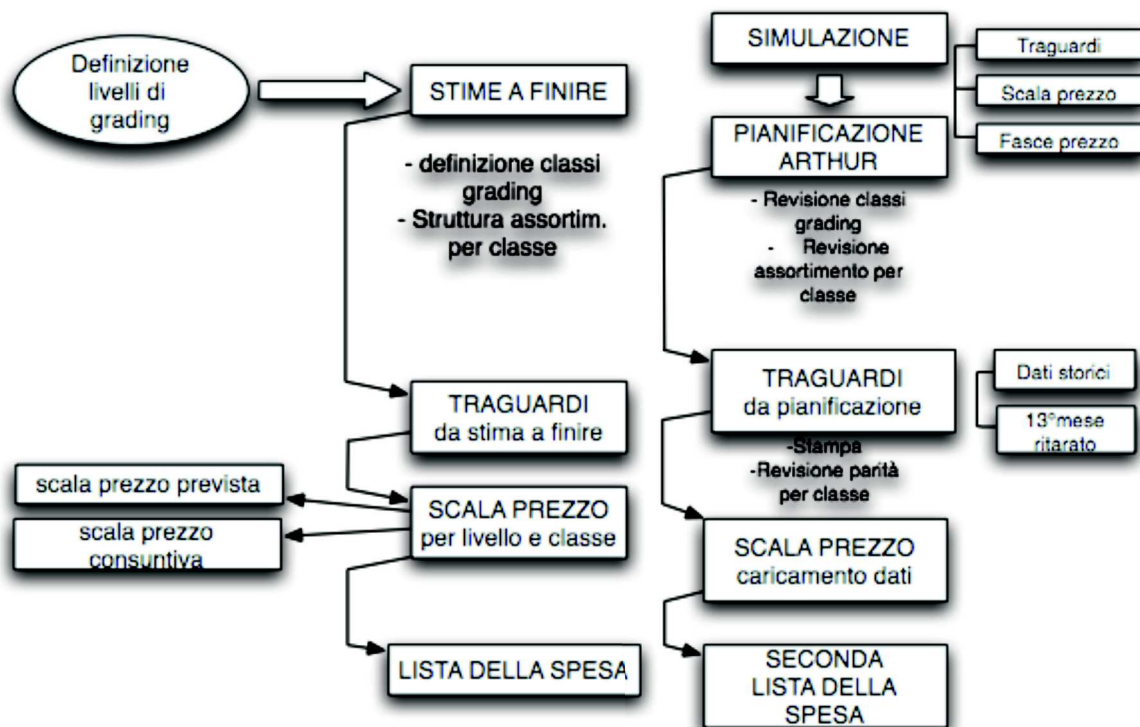 Definizione
livelli di
grading
STIME A FINIRE
- definizione classi
grading
- Struttura assortim.
per classe
TRAGUARDI
da stima a finire
scala prezzo prevista
scala prezzo
consuntiva
SCALA PREZZO
per livello e classe
LISTA DELLA SPESA
SIMULAZIONE
Traguardi
Scala prezzo
Fasce prezzo
PIANIFICAZIONE
ARTHUR
- Revisione classi
grading
- Revisione
assortimento per
classe
TRAGUARDI
da pianificazione
Dati storici
13°mese
ritarato
-Stampa
-Revisione parità
per classe
SCALA PREZZO
caricamento dati
SECONDA
LISTA DELLA
SPESA